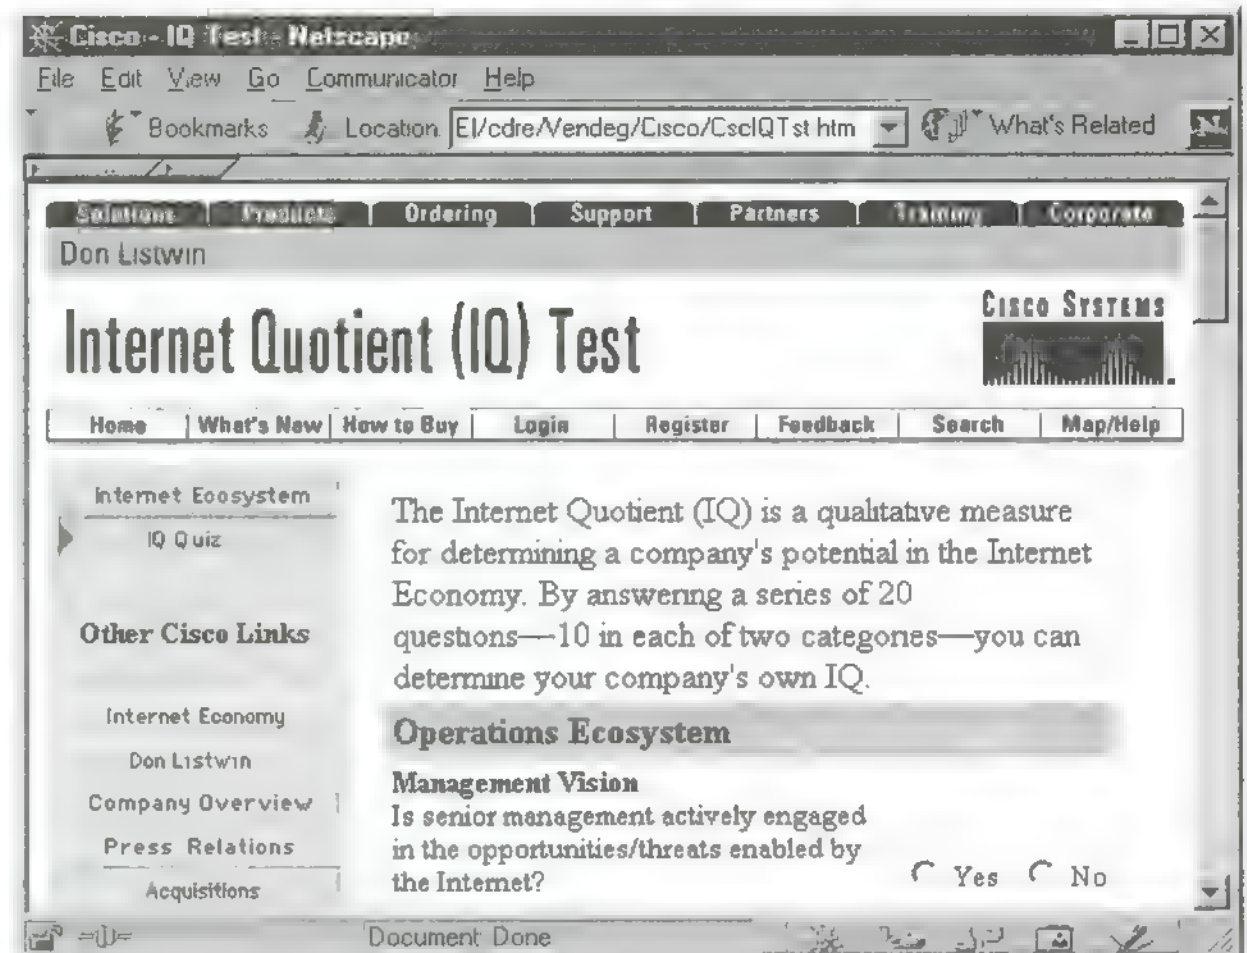 Cisco - IQ Test - Netscape
File Edit View Go Communicator Help
Bookmarks Location: El/cdre/Vendeg/Cisco/CscIQTst htm What's Related
Solutions Products Ordering Support Partners Training Corporate
Don Listwin
Internet Quotient (IQ) Test
CISCO SYSTEMS
Home What's New How to Buy Login Register Feedback Search Map/Help
Internet Ecosystem
IQ Quiz
Other Cisco Links
Internet Economy
Don Listwin
Company Overview
Press Relations
Acquisitions
The Internet Quotient (IQ) is a qualitative measure
for determining a company's potential in the Internet
Economy. By answering a series of 20
questions—10 in each of two categories—you can
determine your company's own IQ.
Operations Ecosystem
Management Vision
Is senior management actively engaged
in the opportunities/threats enabled by
the Internet?
Yes No
Document: Done